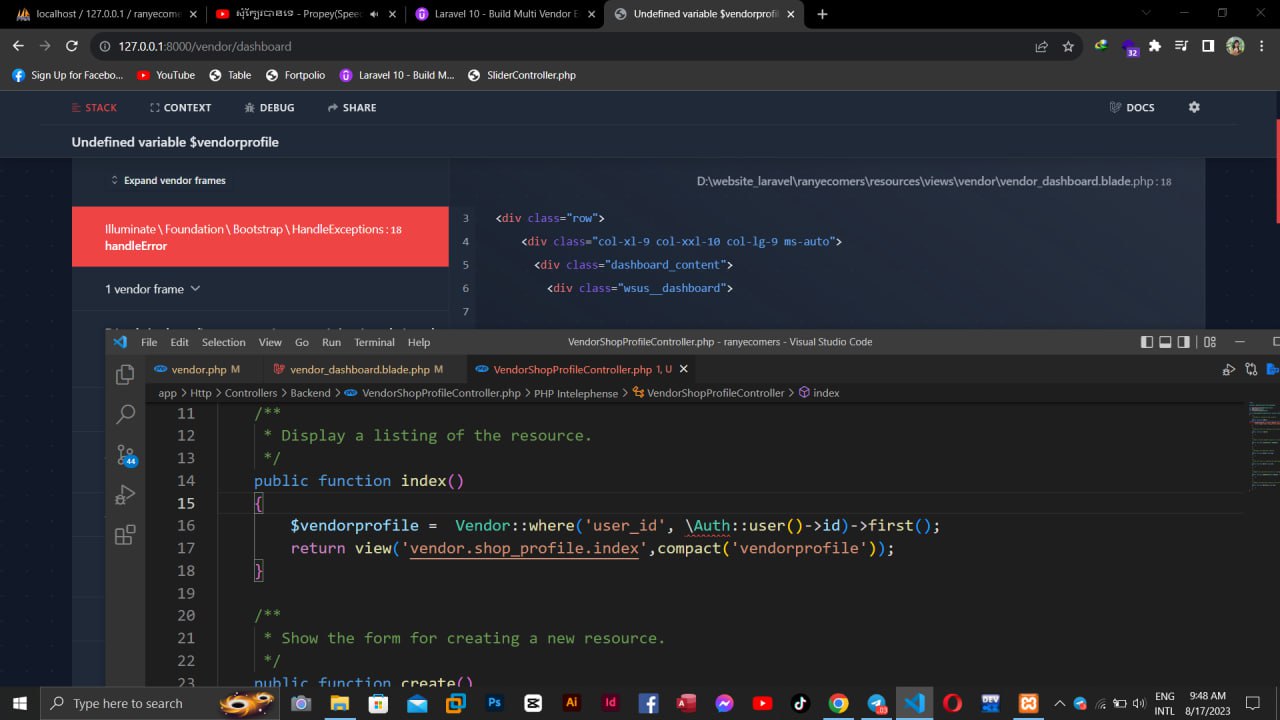 localhost / 127.0.0.1 / ranyecome
Propey(Spee
Laravel 10 - Build Multi Vendor E
Undefined variable $vendorprofil
127.0.0.1:8000/vendor/dashboard
32
Sign Up for Facebo...
YouTube
Table
Fortpolio
Laravel 10 - Build M...
SliderController.php
STACK
CONTEXT
DEBUG
SHARE
DOCS
Undefined variable $vendorprofile
Expand vendor frames
D:\website_laravel\ranyecomers\resources\views\vendor\vendor_dashboard.blade.php : 18
Illuminate \ Foundation \ Bootstrap \ HandleExceptions : 18
handleError
1 vendor frame
3 <div class="row">
4 <div class="col-xl-9 col-xxl-10 col-lg-9 ms-auto">
5 <div class="dashboard_content">
6 <div class="wsus__dashboard">
7
File Edit Selection View Go Run Terminal Help
VendorShopProfileController.php - ranyecomers - Visual Studio Code
vendor.php M
vendor_dashboard.blade.php M
VendorShopProfileController.php 1, U
app > Http > Controllers > Backend > VendorShopProfileController.php > PHP Intelephense > VendorShopProfileController > index
44
11 /**
12 * Display a listing of the resource.
13 */
14 public function index()
15 {
16 $vendorprofile =  Vendor::where('user_id', \Auth::user()->id)->first();
17 return view('vendor.shop_profile.index',compact('vendorprofile'));
18 }
19
20 /**
21 * Show the form for creating a new resource.
22 */
23 public function create()
Type here to search
ENG
INTL
9:48 AM
8/17/2023